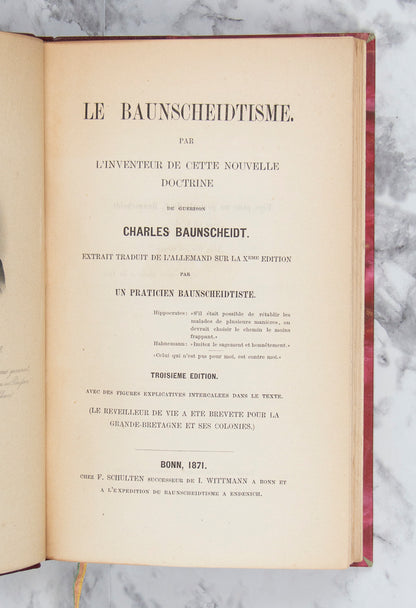 LE BAUNSCHEIDTISME.
PAR
L'INVENTEUR DE CETTE NOUVELLE
DOCTRINE
DE GUERISON
CHARLES BAUNSCHEIDT.
EXTRAIT TRADUIT DE L'ALLEMAND SUR LA XME EDITION
PAR
UN PRATICIEN BAUNSCHEIDTISTE.
Hippocrates: «S'il était possible de rétablir les
malades de plusieurs manières, on
devrait choisir le chemin le moins
frappant.»
Hahnemann: «Imitez le sagement et honnêtement.»
«Celui qui n'est pas pour moi, est contre moi.»
TROISIEME EDITION.
AVEC DES FIGURES EXPLICATIVES INTERCALEES DANS LE TEXTE.
(LE REVEILLEUR DE VIE A ETE BREVETE POUR LA
GRANDE-BRETAGNE ET SES COLONIES.)
BONN, 1871.
CHEZ F. SCHULTEN SUCCESSEUR DE I. WITTMANN A BONN ET
A L'EXPEDITION DU BAUNSCHEIDTISME A ENDENICH.